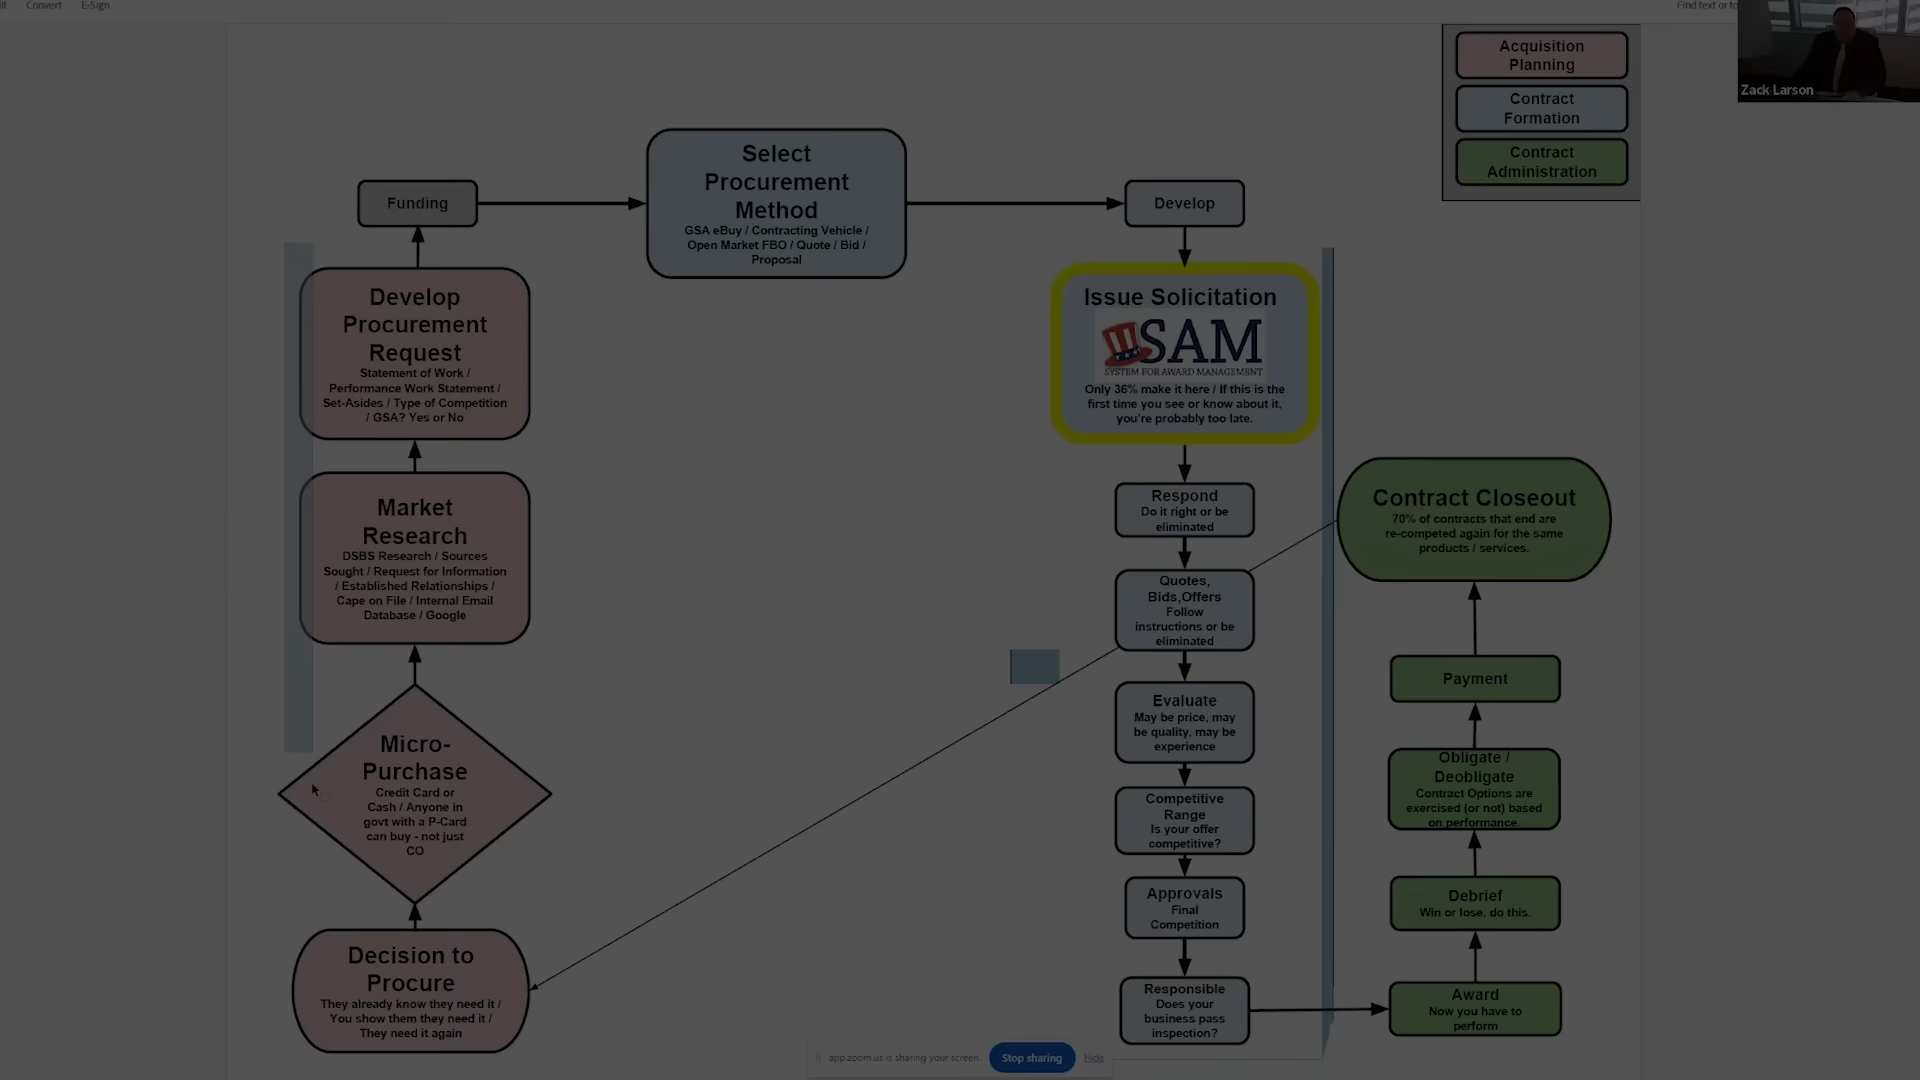 Convert
E-Sign
Find text or to
Zack Larson
Acquisition
Planning
Contract
Formation
Contract
Administration
Funding
Select
Procurement
Method
GSA eBuy / Contracting Vehicle /
Open Market FBO / Quote / Bid /
Proposal
Develop
Develop
Procurement
Request
Statement of Work /
Performance Work Statement /
Set-Asides / Type of Competition
/ GSA? Yes or No
Issue Solicitation
SAM
SYSTEM FOR AWARD MANAGEMENT
Only 36% make it here / If this is the
first time you see or know about it,
you're probably too late.
Market
Research
DSBS Research / Sources
Sought / Request for Information
/ Established Relationships /
Cape on File / Internal Email
Database / Google
Respond
Do it right or be
eliminated
Contract Closeout
70% of contracts that end are
re-competed again for the same
products / services.
Quotes,
Bids,Offers
Follow
instructions or be
eliminated
Payment
Evaluate
May be price, may
be quality, may be
experience
Micro-
Purchase
Credit Card or
Cash / Anyone in
govt with a P-Card
can buy - not just
CO
Obligate /
Deobligate
Contract Options are
exercised (or not) based
on performance.
Competitive
Range
Is your offer
competitive?
Approvals
Final
Competition
Debrief
Win or lose, do this.
Decision to
Procure
They already know they need it /
You show them they need it /
They need it again
Responsible
Does your
business pass
inspection?
Award
Now you have to
perform
app.zoom.us is sharing your screen.
Stop sharing
Hide